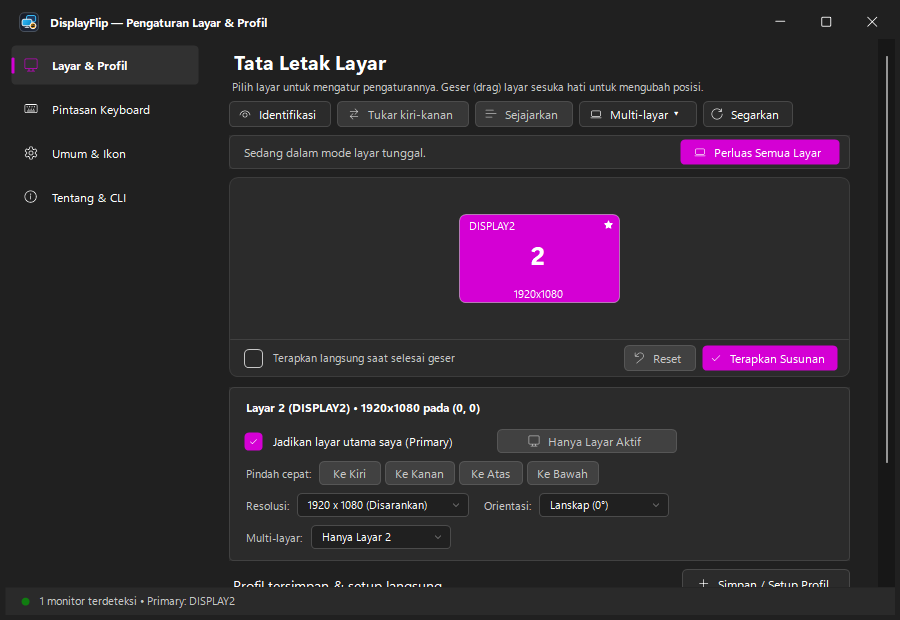 DisplayFlip — Pengaturan Layar & Profil
Layar & Profil
Pintasan Keyboard
Umum & Ikon
Tentang & CLI
Tata Letak Layar
Pilih layar untuk mengatur pengaturannya. Geser (drag) layar sesuka hati untuk mengubah posisi.
Identifikasi
Tukar kiri-kanan
Sejajarkan
Multi-layar
Segarkan
Sedang dalam mode layar tunggal.
Perluas Semua Layar
DISPLAY2
2
1920x1080
Terapkan langsung saat selesai geser
Reset
Terapkan Susunan
Layar 2 (DISPLAY2) • 1920x1080 pada (0, 0)
Jadikan layar utama saya (Primary)
Hanya Layar Aktif
Pindah cepat:
Ke Kiri
Ke Kanan
Ke Atas
Ke Bawah
Resolusi:
1920 x 1080 (Disarankan)
Orientasi:
Lanskap (0°)
Multi-layar:
Hanya Layar 2
Profil tersimpan & setup langsung
Simpan / Setup Profil
1 monitor terdeteksi • Primary: DISPLAY2